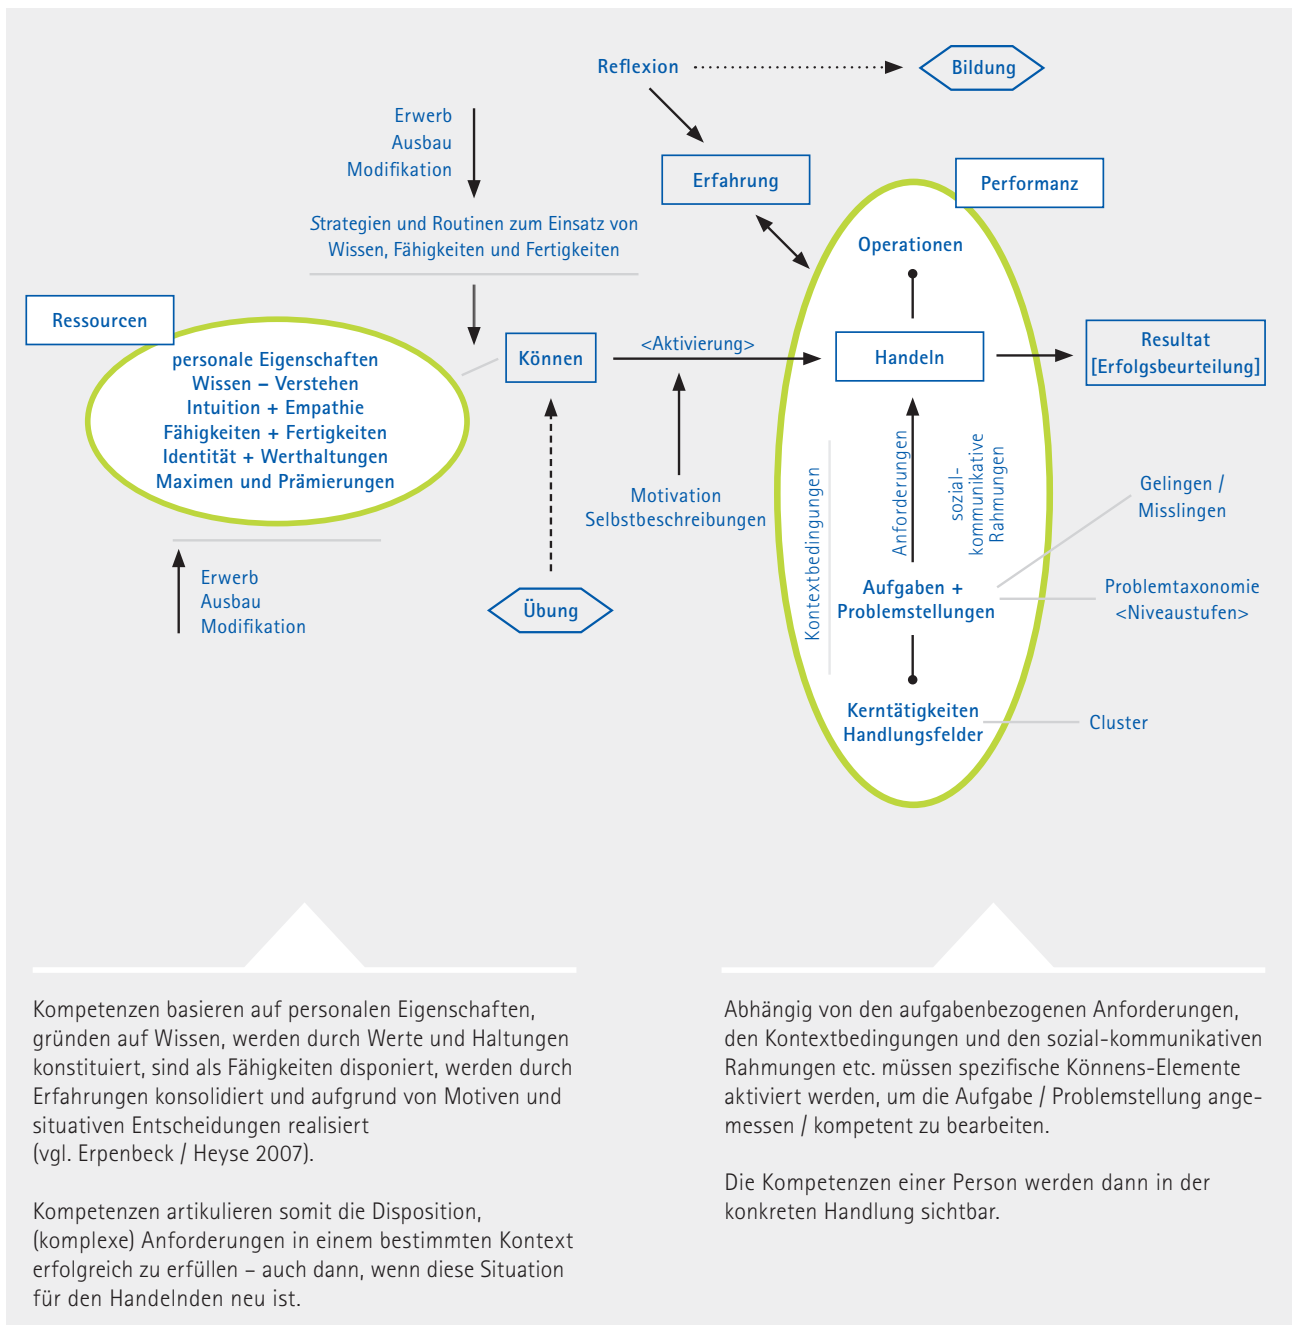 Reflexion
Bildung
Erwerb
Ausbau
Modifikation
Erfahrung
Performanz
Strategien und Routinen zum Einsatz von
Wissen, Fähigkeiten und Fertigkeiten
Operationen
Ressourcen
personale Eigenschaften
Wissen – Verstehen
Intuition + Empathie
Fähigkeiten + Fertigkeiten
Identität + Werthaltungen
Maximen und Prämierungen
Können
<Aktivierung>
Handeln
Resultat
[Erfolgsbeurteilung]
Motivation
Selbstbeschreibungen
Kontextbedingungen
Anforderungen
sozial-
kommunikative
Rahmungen
Gelingen /
Misslingen
Erwerb
Ausbau
Modifikation
Übung
Aufgaben +
Problemstellungen
Problemtaxonomie
<Niveaustufen>
Kerntätigkeiten
Handlungsfelder
Cluster
Kompetenzen basieren auf personalen Eigenschaften,
gründen auf Wissen, werden durch Werte und Haltungen
konstituiert, sind als Fähigkeiten disponiert, werden durch
Erfahrungen konsolidiert und aufgrund von Motiven und
situativen Entscheidungen realisiert
(vgl. Erpenbeck / Heyse 2007).
Kompetenzen artikulieren somit die Disposition,
(komplexe) Anforderungen in einem bestimmten Kontext
erfolgreich zu erfüllen – auch dann, wenn diese Situation
für den Handelnden neu ist.
Abhängig von den aufgabenbezogenen Anforderungen,
den Kontextbedingungen und den sozial-kommunikativen
Rahmungen etc. müssen spezifische Könnens-Elemente
aktiviert werden, um die Aufgabe / Problemstellung ange-
messen / kompetent zu bearbeiten.
Die Kompetenzen einer Person werden dann in der
konkreten Handlung sichtbar.